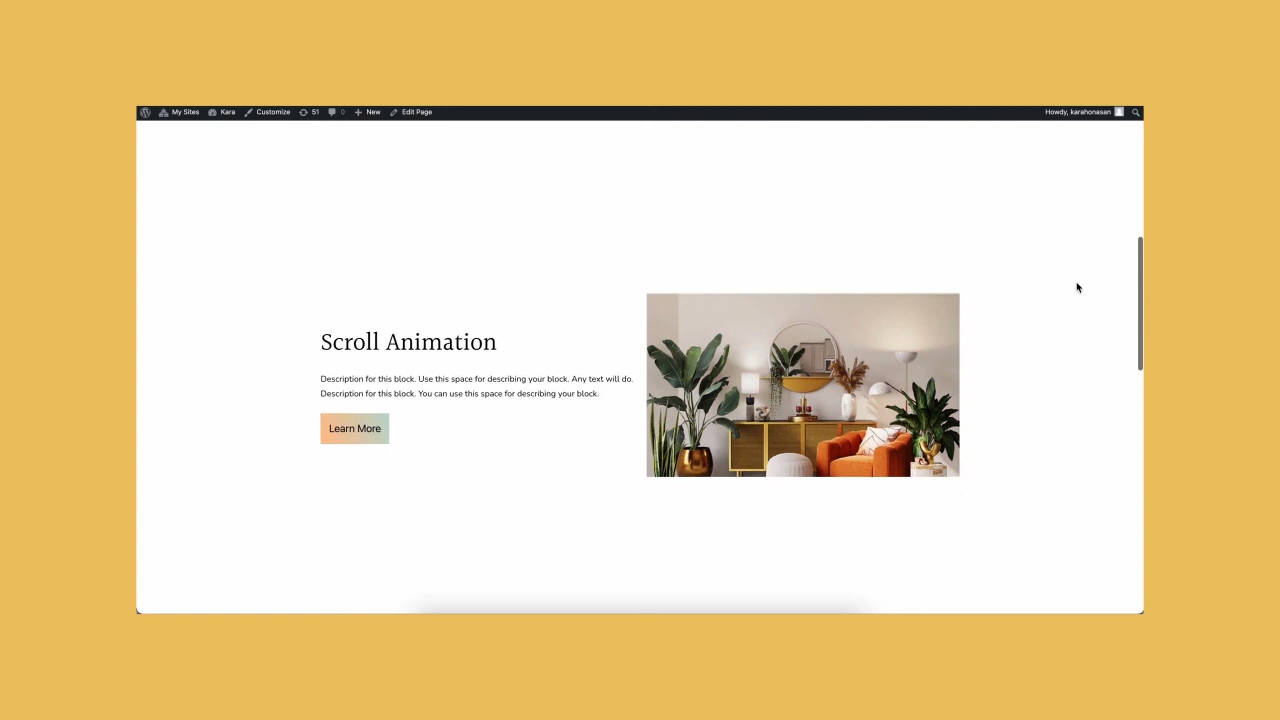 My Sites Kara Customize 51 0 New Edit Page Howdy, karahonasan
Scroll Animation
Description for this block. Use this space for describing your block. Any text will do.
Description for this block. You can use this space for describing your block.
Learn More